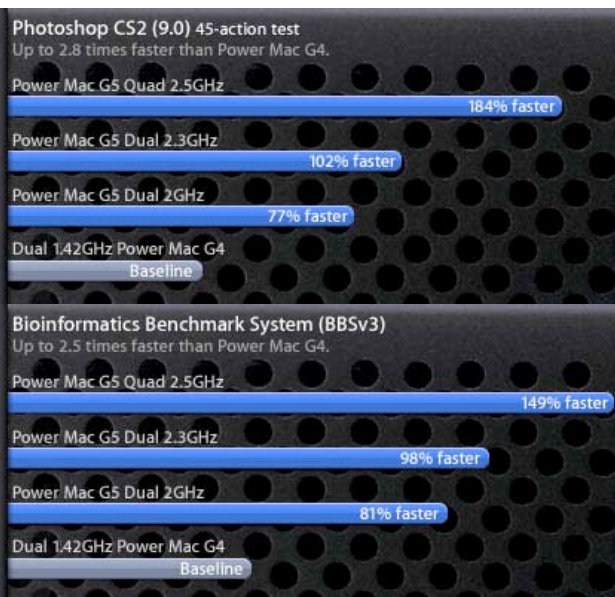 Photoshop CS2 (9.0) 45-action test
Up to 2.8 times faster than Power Mac G4.
Power Mac G5 Quad 2.5GHz
184% faster
Power Mac G5 Dual 2.3GHz
102% faster
Power Mac G5 Dual 2GHz
77% faster
Dual 1.42GHz Power Mac G4
Baseline
Bioinformatics Benchmark System (BBSv3)
Up to 2.5 times faster than Power Mac G4.
Power Mac G5 Quad 2.5GHz
149% faster
Power Mac G5 Dual 2.3GHz
98% faster
Power Mac G5 Dual 2GHz
81% faster
Dual 1.42GHz Power Mac G4
Baseline